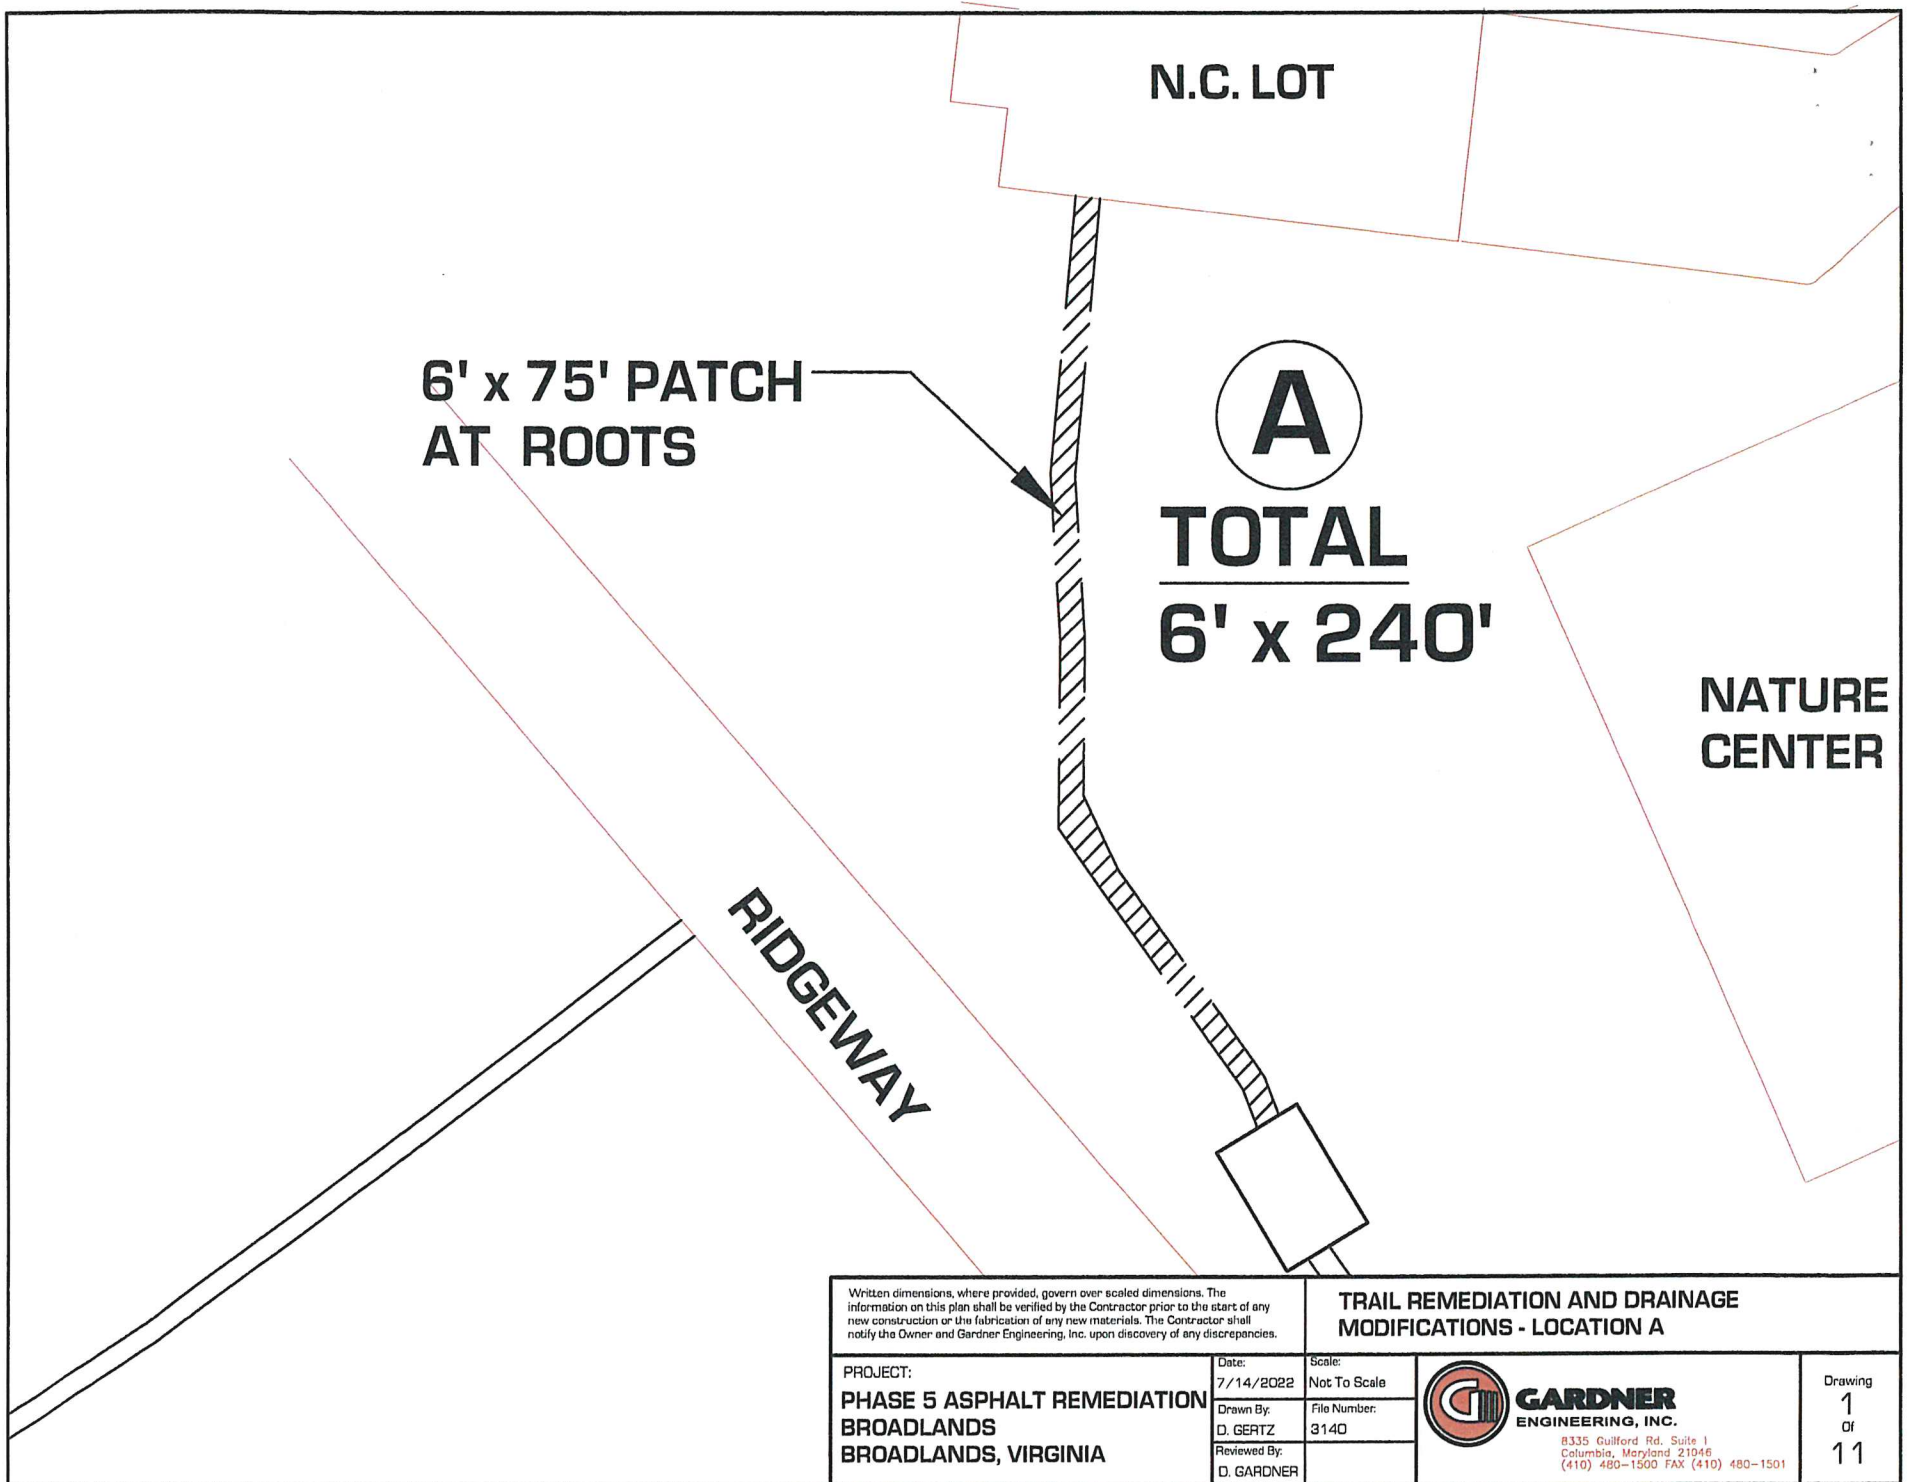 N.C. LOT
6' x 75' PATCH
AT ROOTS
A
TOTAL
6' x 240'
NATURE
CENTER
RIDGEWAY
Written dimensions, where provided, govern over scaled dimensions. The
information on this plan shall be verified by the Contractor prior to the start of any
new construction or the fabrication of any new materials. The Contractor shall
notify the Owner and Gardner Engineering, Inc. upon discovery of any discrepancies.
TRAIL REMEDIATION AND DRAINAGE
MODIFICATIONS - LOCATION A
PROJECT:
PHASE 5 ASPHALT REMEDIATION
BROADLANDS
BROADLANDS, VIRGINIA
Date:
7/14/2022
Scale:
Not To Scale
Drawn By:
D. GERTZ
File Number:
3140
Reviewed By:
D. GARDNER
G
GARDNER
ENGINEERING, INC.
8335 Guilford Rd. Suite I
Columbia, Maryland 21046
(410) 480-1500 FAX (410) 480-1501
Drawing
1
Of
11